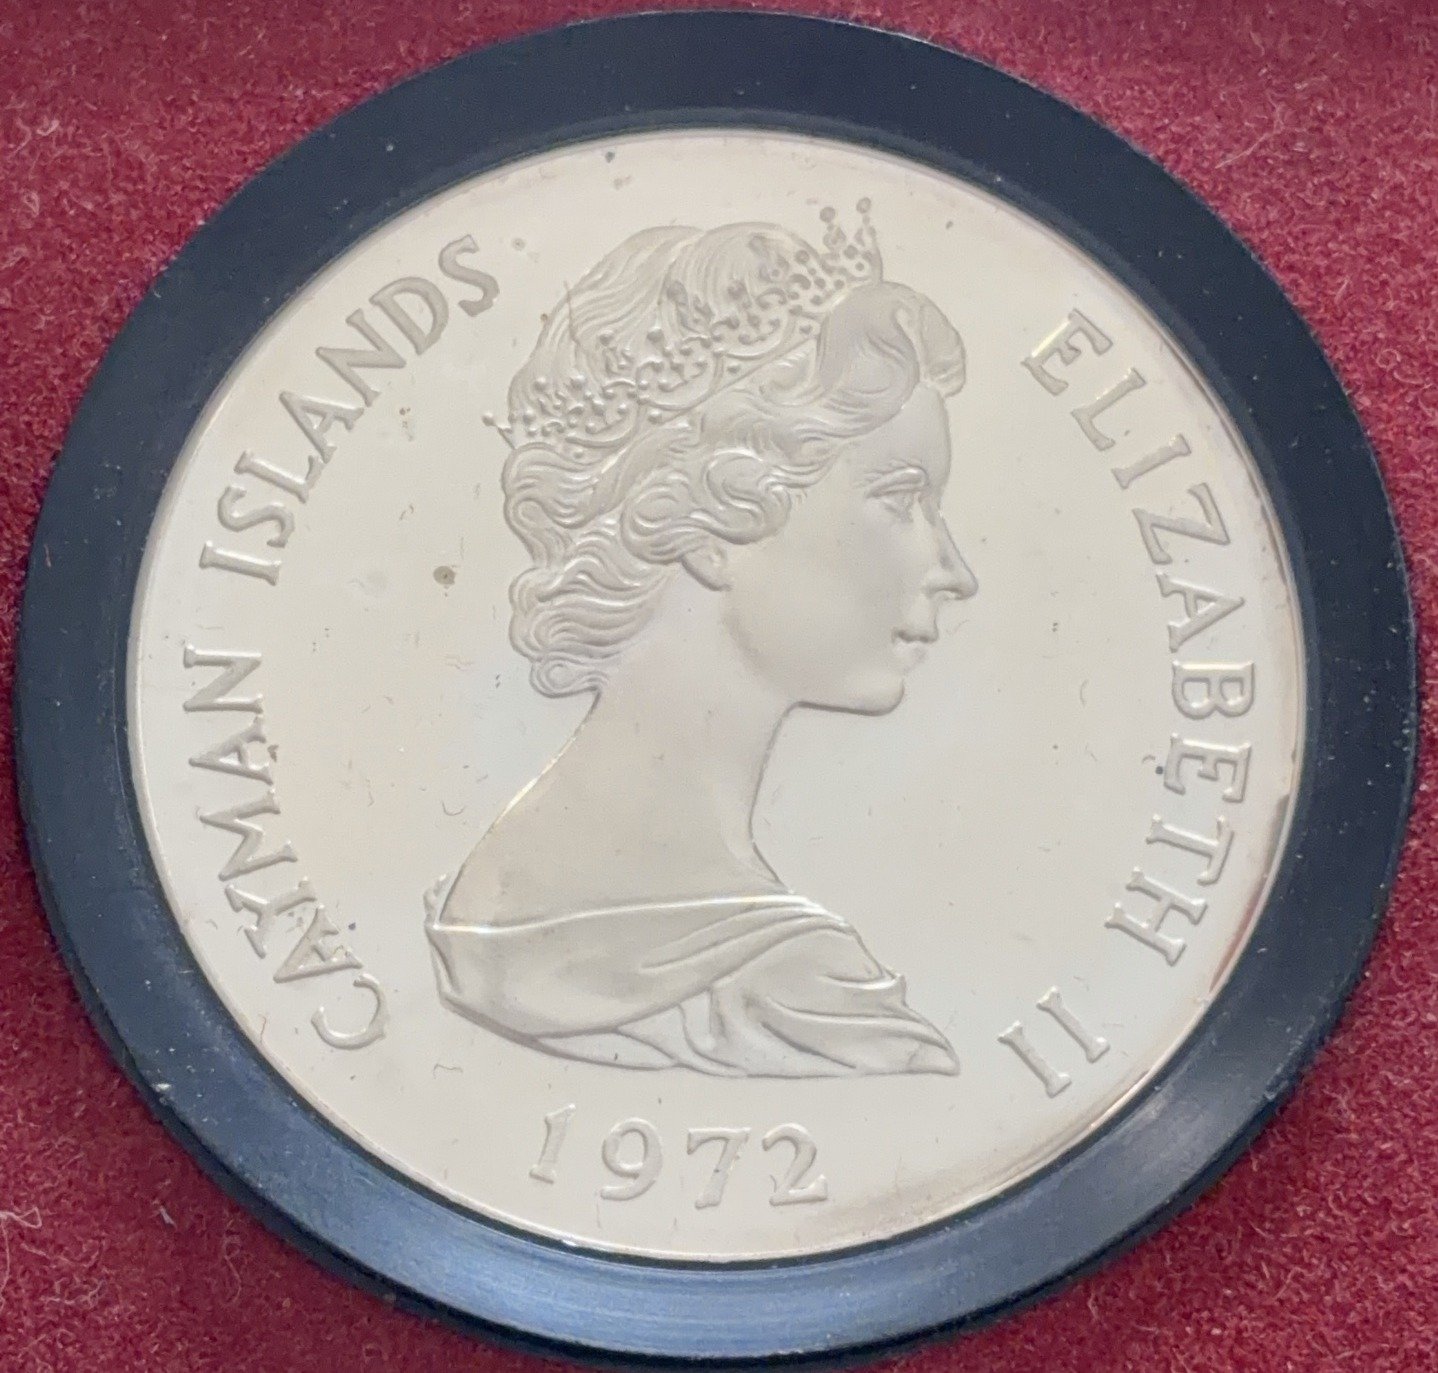 CAYMAN ISLANDS
ELIZABETH II
1972